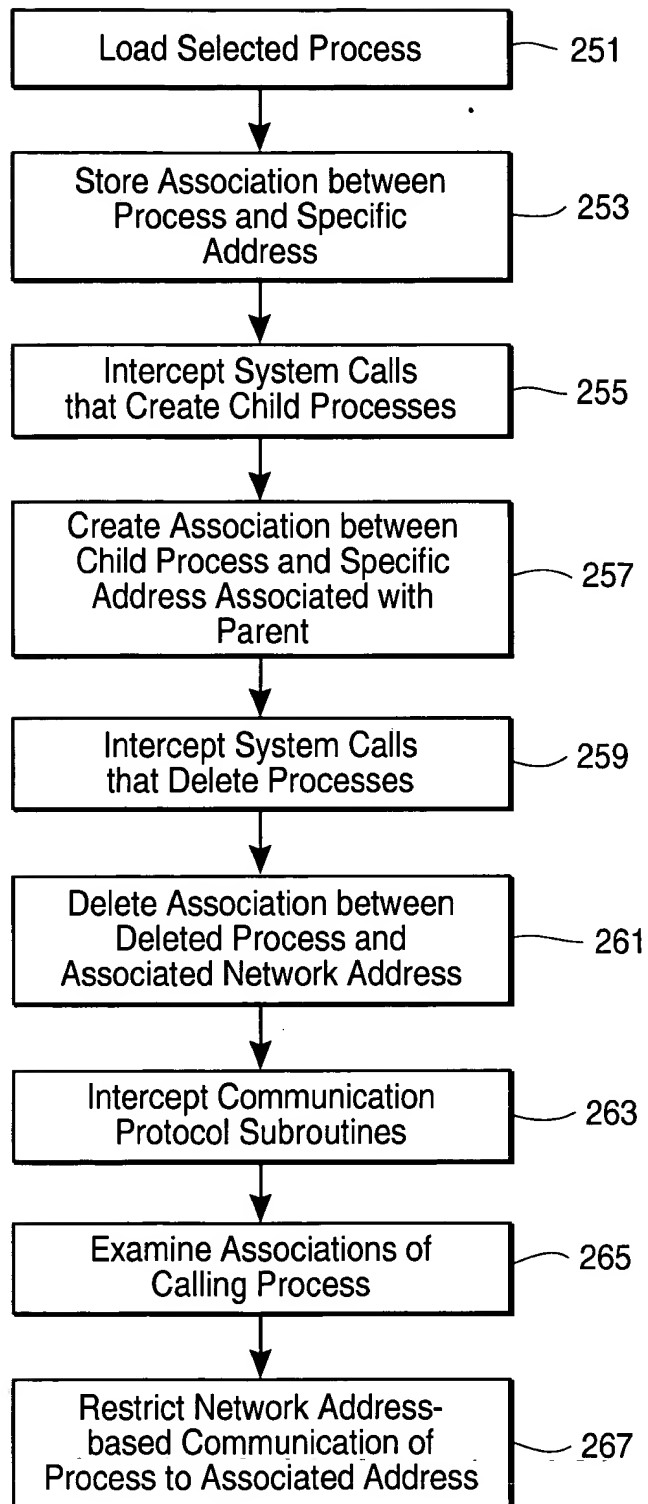 Load Selected Process
251
Store Association between
Process and Specific
Address
253
Intercept System Calls
that Create Child Processes
255
Create Association between
Child Process and Specific
Address Associated with
Parent
257
Intercept System Calls
that Delete Processes
259
Delete Association between
Deleted Process and
Associated Network Address
261
Intercept Communication
Protocol Subroutines
263
Examine Associations of
Calling Process
265
Restrict Network Address-
based Communication of
Process to Associated Address
267